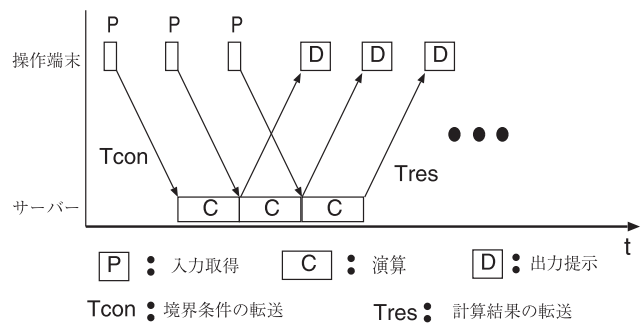 P P P
操作端末 D D D
Tcon
Tres
サーバー C C C
t
P : 入力取得 C : 演算 D : 出力提示
Tcon : 境界条件の転送 Tres : 計算結果の転送